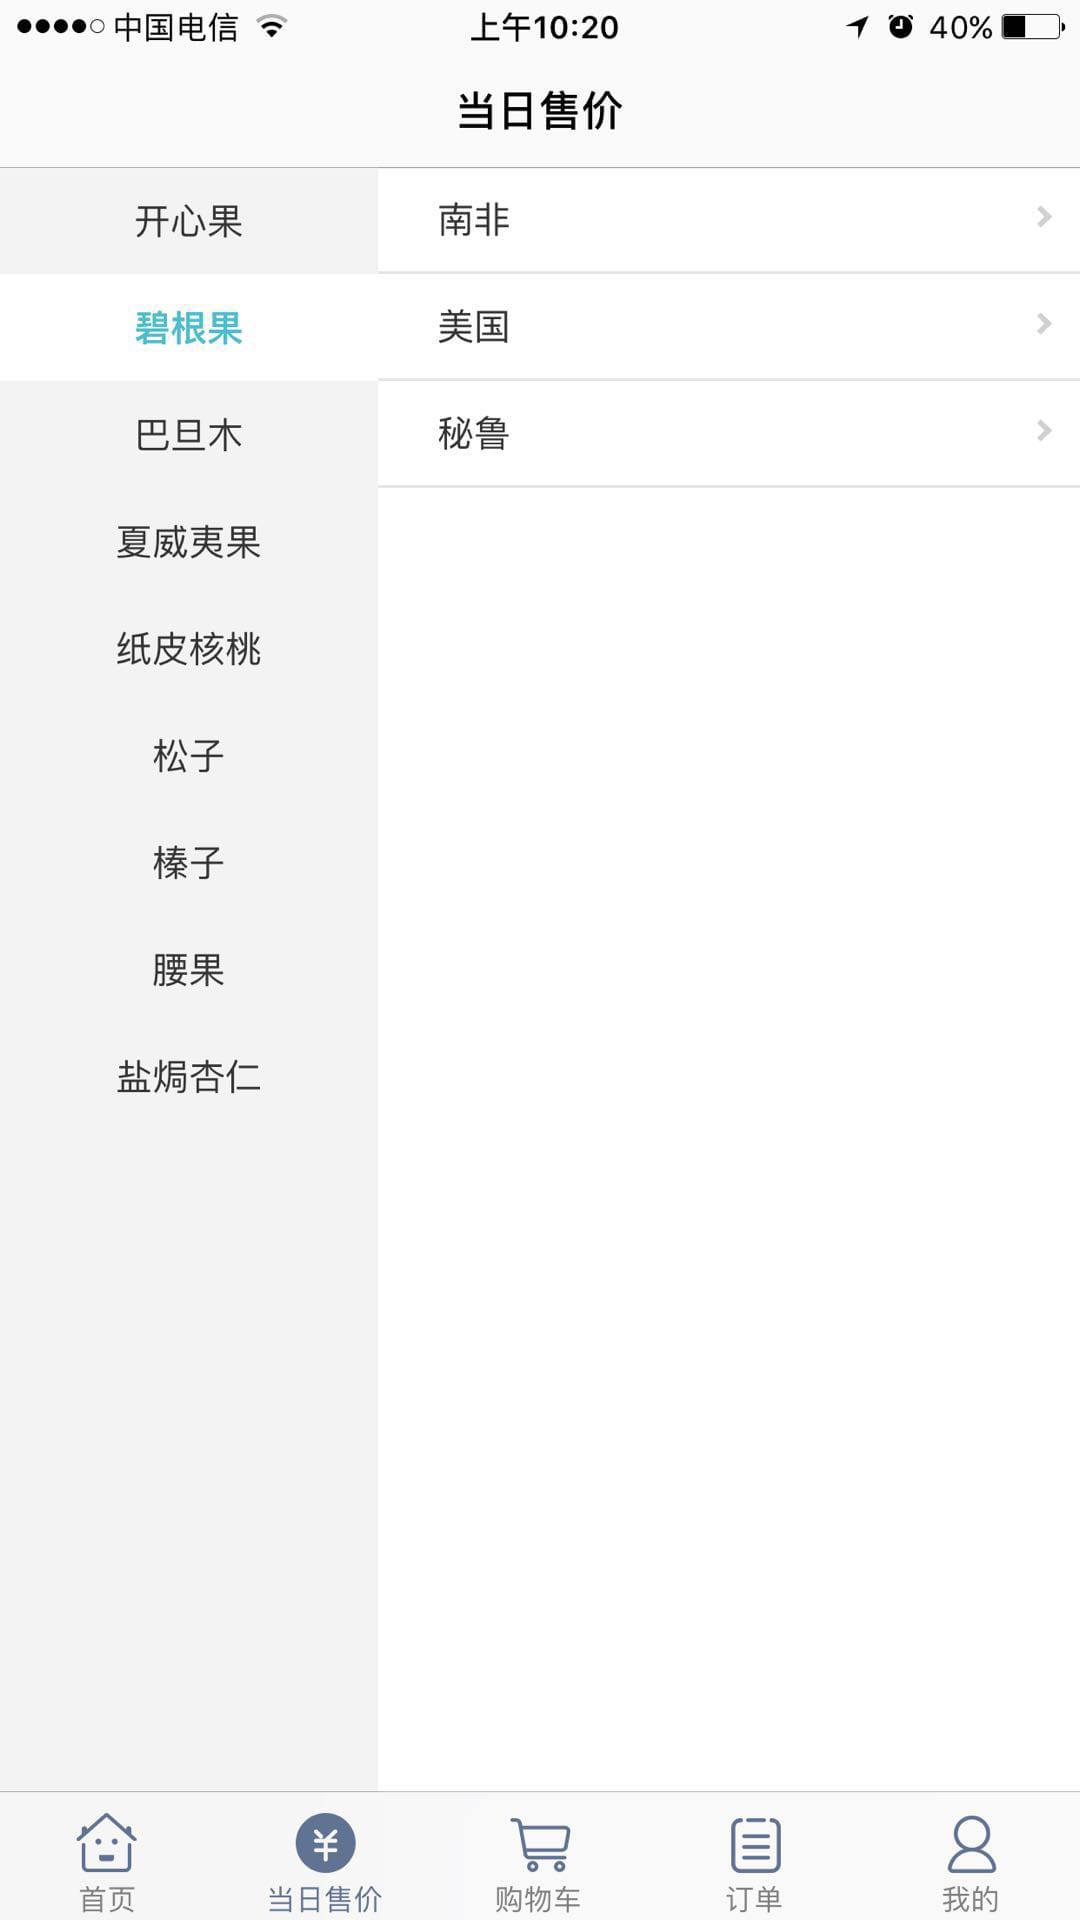 中国电信 上午10:20 40%
当日售价
开心果
碧根果
巴旦木
夏威夷果
纸皮核桃
松子
榛子
腰果
盐焗杏仁
南非
美国
秘鲁
首页
¥
当日售价
购物车
订单
我的